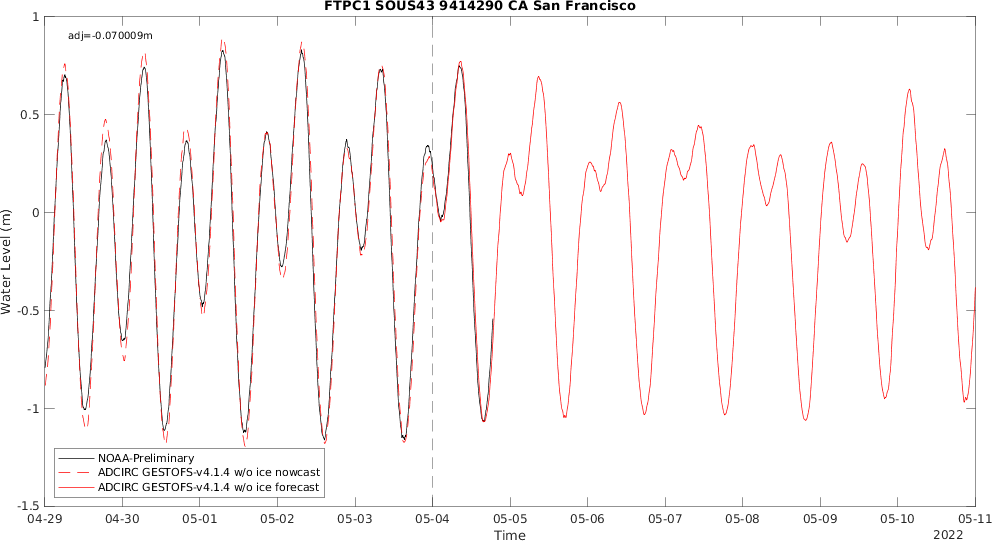 FTPC1 SOUS43 9414290 CA San Francisco
adj=-0.070009m
1
0.5
0
-0.5
-1
-1.5
Water Level (m)
NOAA-Preliminary
ADCIRC GESTOFS-v4.1.4 w/o ice nowcast
ADCIRC GESTOFS-v4.1.4 w/o ice forecast
04-29 04-30 05-01 05-02 05-03 05-04 05-05 05-06 05-07 05-08 05-09 05-10 05-11
Time
2022